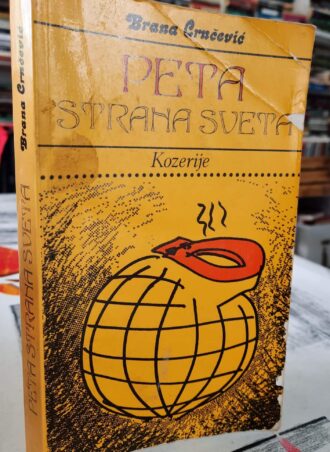 Brana Crnčević
PETA
STRANA SVETA
Kozerije
PETA STRANA SVETA
Brana Crnčević